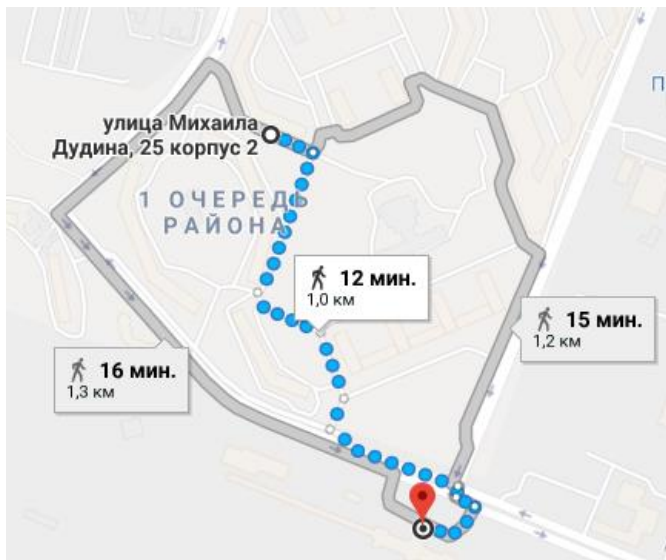 П
улица Михаила
Дудина, 25 корпус 2
1 ОЧЕРЕДЬ
РАЙОНА
12 мин.
1,0 км
15 мин.
1,2 км
16 мин.
1,3 км